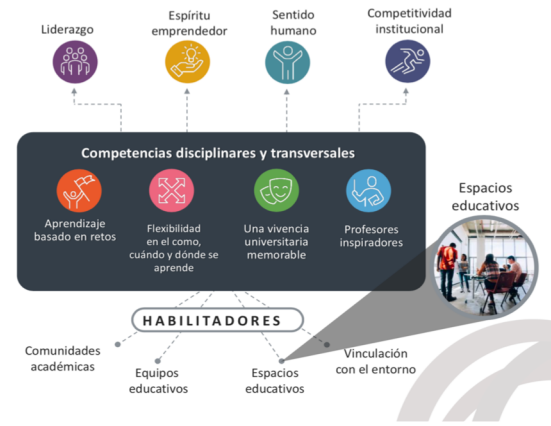 Liderazgo
Espíritu
emprendedor
Sentido
humano
Competitividad
institucional
Competencias disciplinares y transversales
Aprendizaje
basado en retos
Flexibilidad
en el como,
cuándo y dónde se
aprende
Una vivencia
universitaria
memorable
Profesores
inspiradores
Espacios
educativos
HABILITADORES
Comunidades
académicas
Equipos
educativos
Espacios
educativos
Vinculación
con el entorno